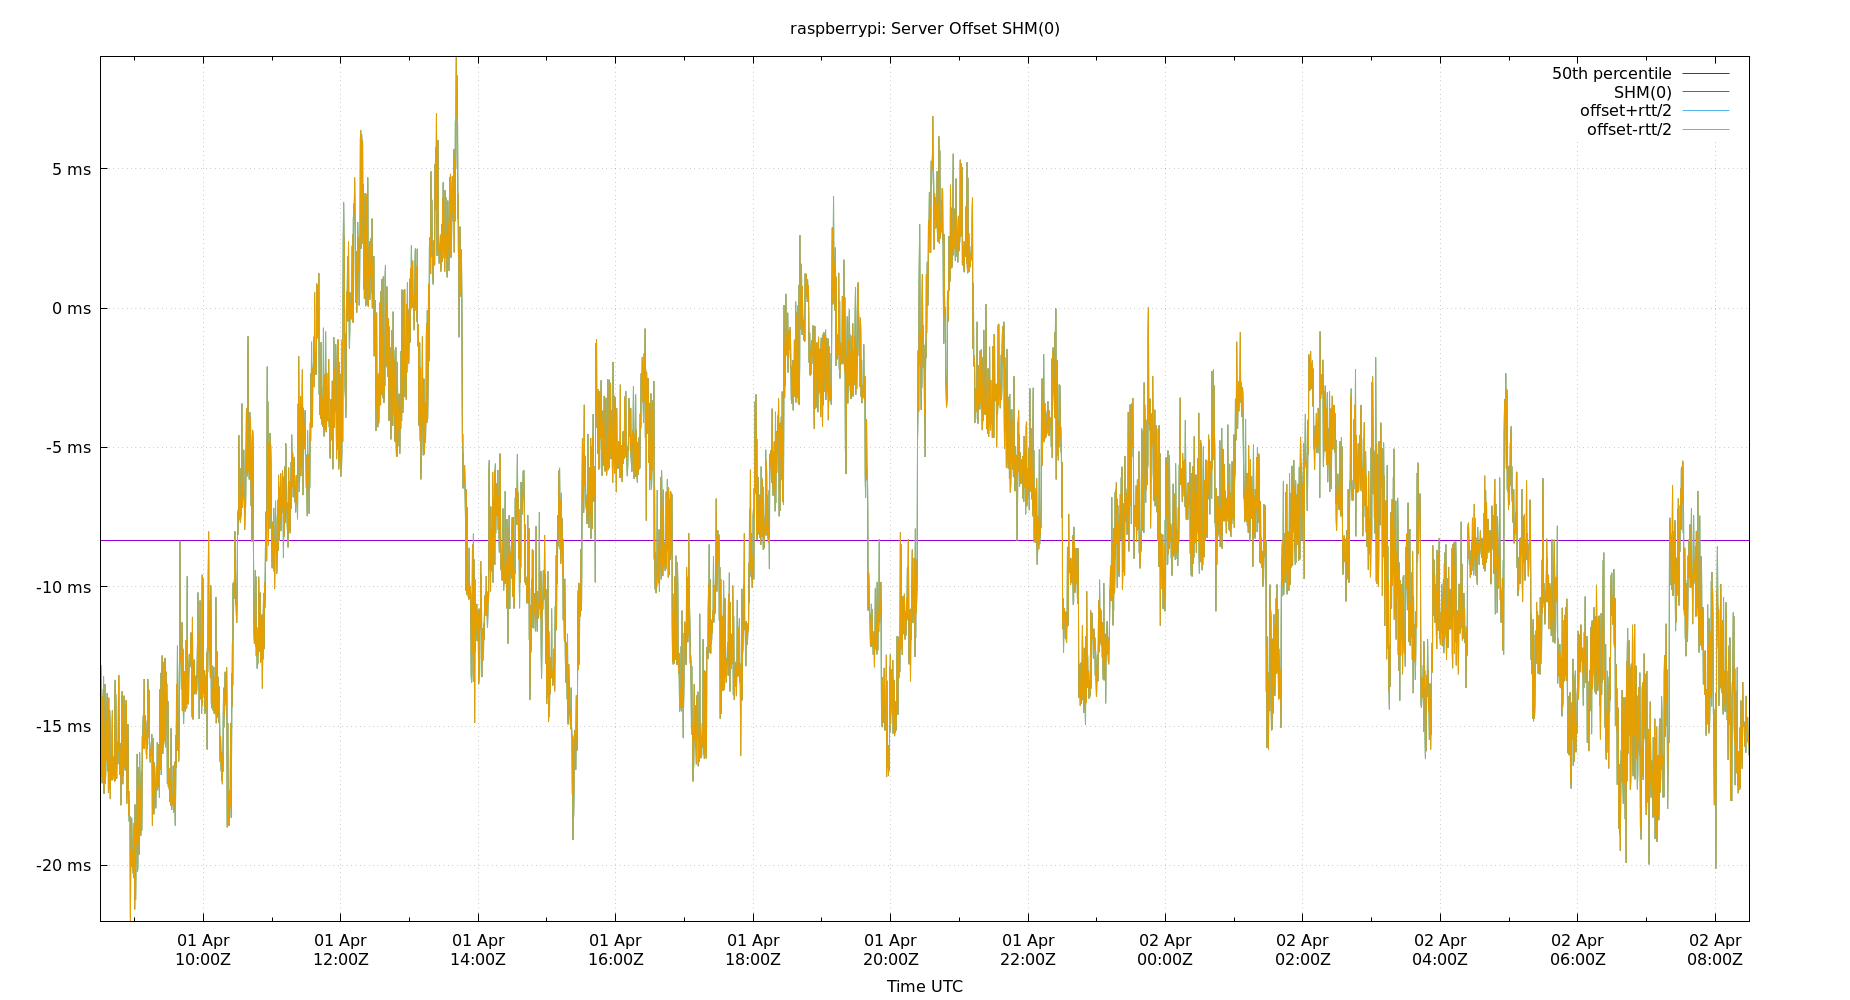 raspberrypi: Server Offset SHM(0)
50th percentile
SHM(0)
offset+rtt/2
offset-rtt/2
5 ms
0 ms
-5 ms
-10 ms
-15 ms
-20 ms
01 Apr 01 Apr 01 Apr 01 Apr 01 Apr 01 Apr 01 Apr 02 Apr 02 Apr 02 Apr 02 Apr 02 Apr
10:00Z 12:00Z 14:00Z 16:00Z 18:00Z 20:00Z 22:00Z 00:00Z 02:00Z 04:00Z 06:00Z 08:00Z
Time UTC